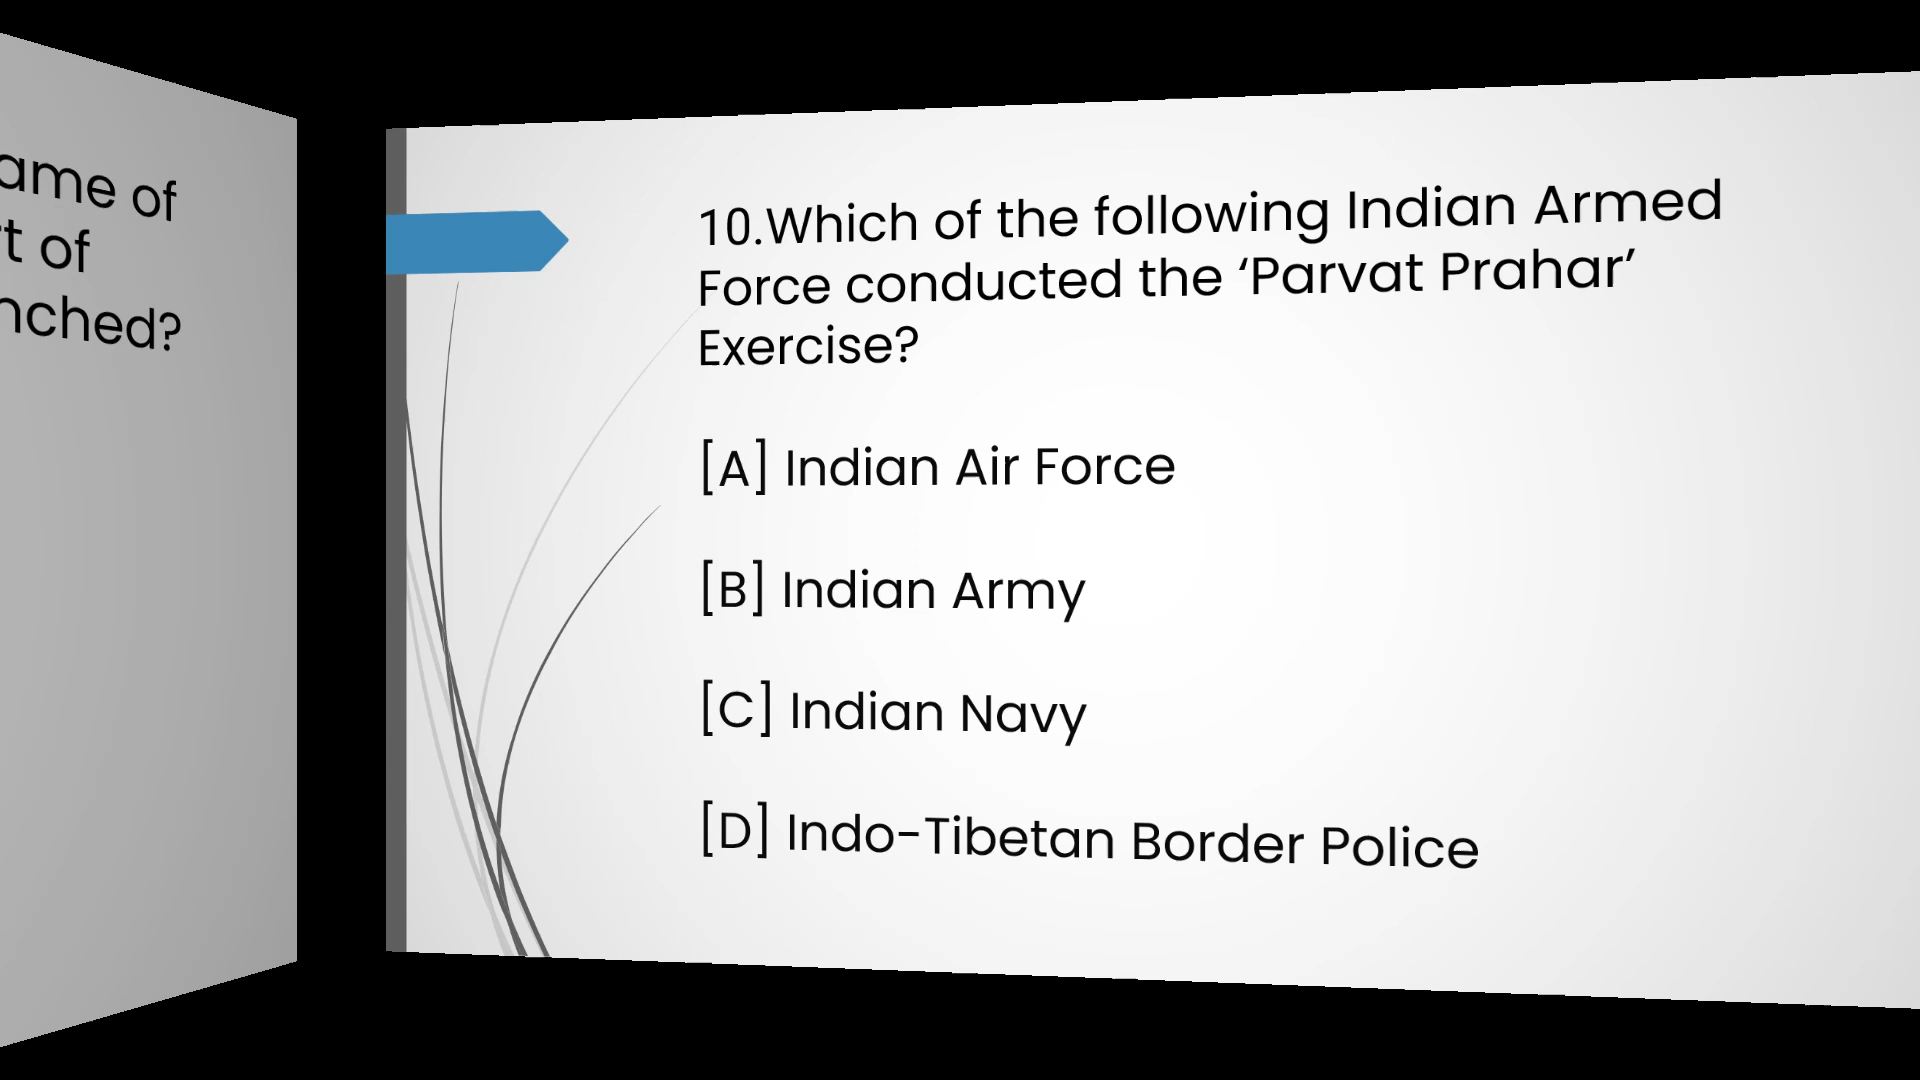 ame of
t of
nched?
10.Which of the following Indian Armed
Force conducted the ‘Parvat Prahar’
Exercise?
[A] Indian Air Force
[B] Indian Army
[C] Indian Navy
[D] Indo-Tibetan Border Police